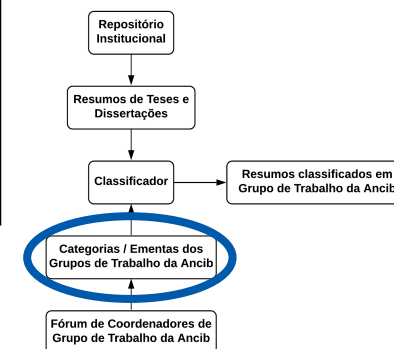 Repositório
Institucional
Resumos de Teses e
Dissertações
Classificador
Resumos classificados em
Grupo de Trabalho da Ancib
Categorias / Ementas dos
Grupos de Trabalho da Ancib
Fórum de Coordenadores de
Grupo de Trabalho da Ancib